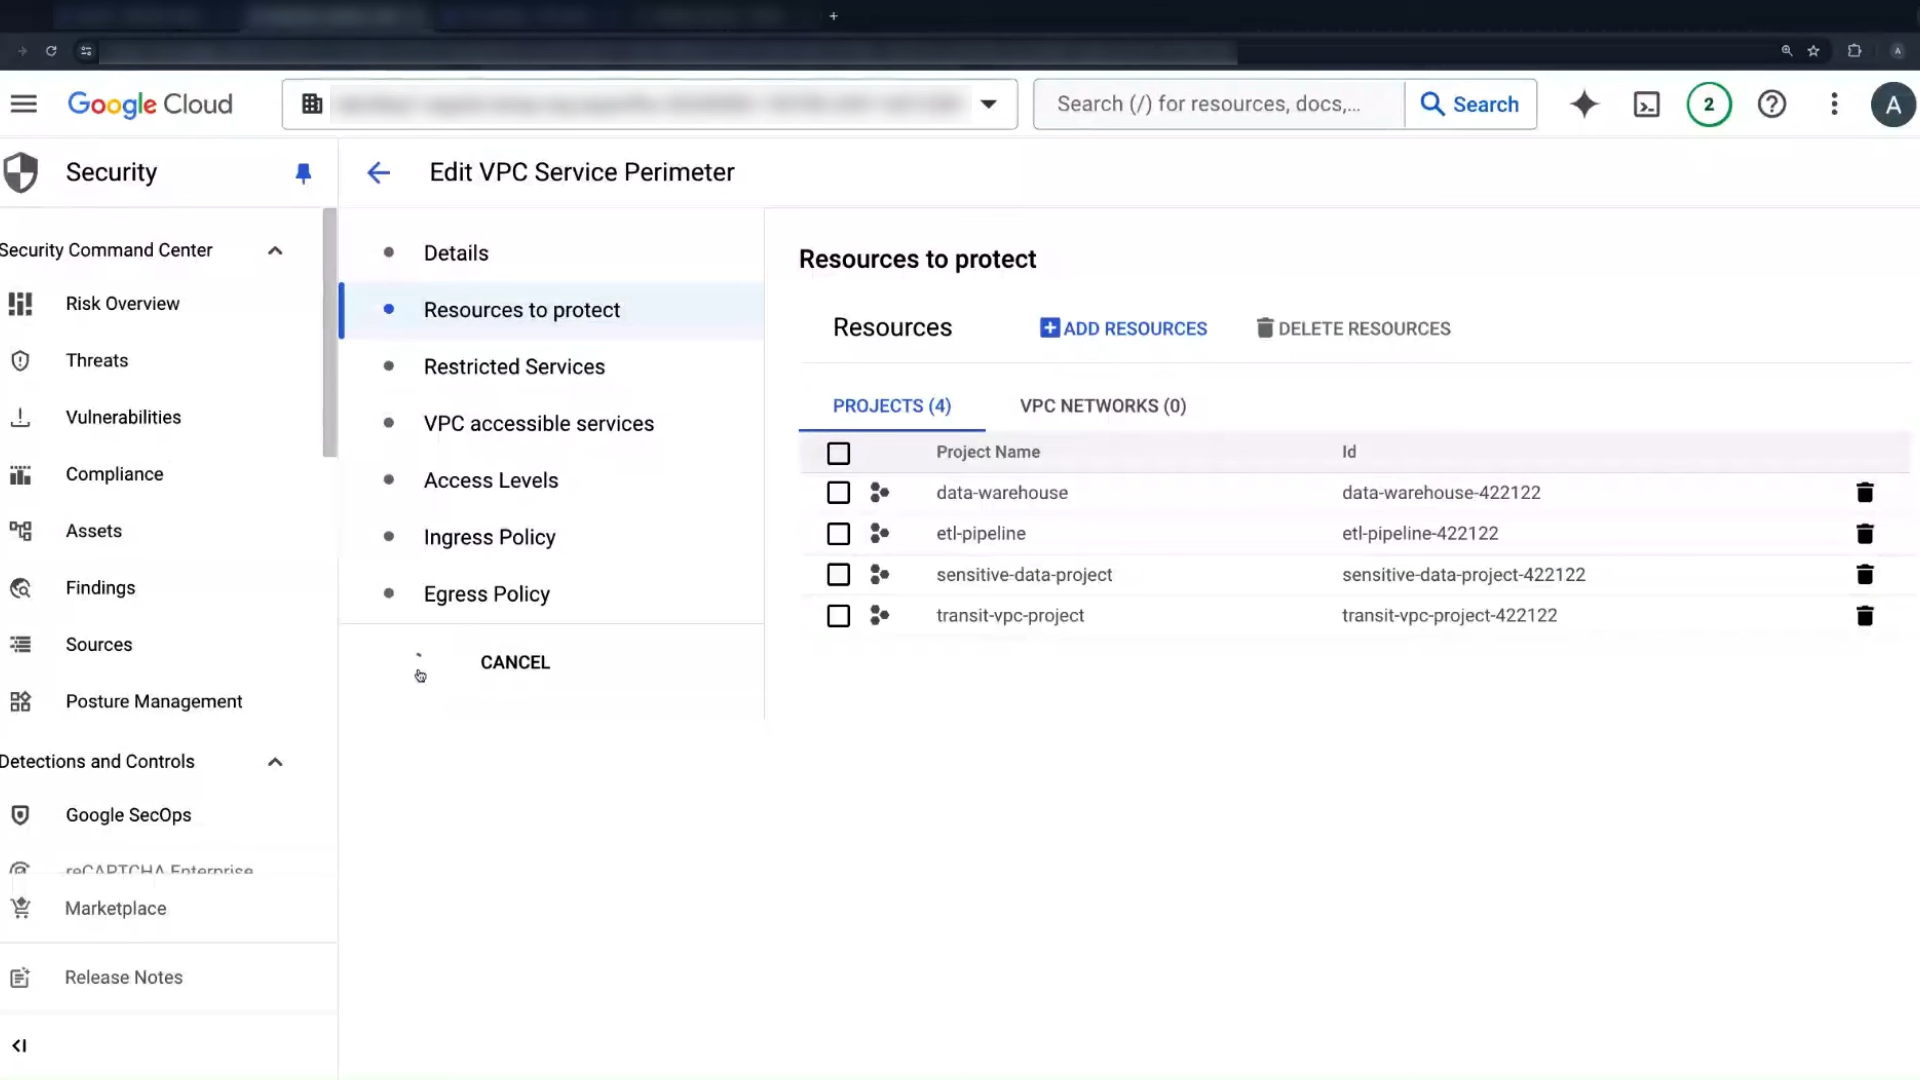 Google Cloud
Search (/) for resources, docs,...
Search
2
A
Security
Edit VPC Service Perimeter
Security Command Center
Risk Overview
Threats
Vulnerabilities
Compliance
Assets
Findings
Sources
Posture Management
Detections and Controls
Google SecOps
reCAPTCHA Enterprise
Marketplace
Release Notes
Details
Resources to protect
Restricted Services
VPC accessible services
Access Levels
Ingress Policy
Egress Policy
CANCEL
Resources to protect
Resources
ADD RESOURCES
DELETE RESOURCES
PROJECTS (4)
VPC NETWORKS (0)
Project Name
Id
data-warehouse
data-warehouse-422122
etl-pipeline
etl-pipeline-422122
sensitive-data-project
sensitive-data-project-422122
transit-vpc-project
transit-vpc-project-422122